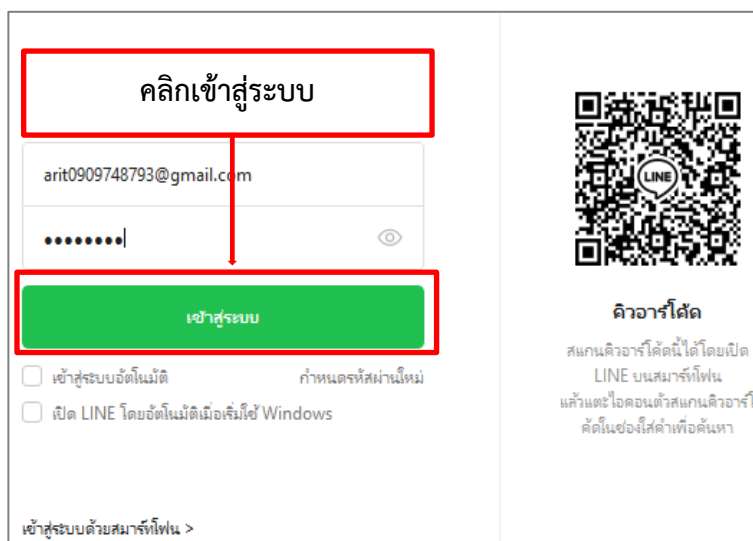 คลิกเข้าสู่ระบบ
arit0909748793@gmail.com
••••••••
เข้าสู่ระบบ
เข้าสู่ระบบอัตโนมัติ
กำหนดรหัสผ่านใหม่
เปิด LINE โดยอัตโนมัติเมื่อเริ่มใช้ Windows
เข้าสู่ระบบด้วยสมาร์ทโฟน >
LINE
คิวอาร์โค้ด
สแกนคิวอาร์โค้ดนี้ได้โดยเปิด
LINE บนสมาร์ทโฟน
แล้วแตะไอคอนตัวสแกนคิวอาร์โ
ค้ดในช่องใส่คำเพื่อค้นหา